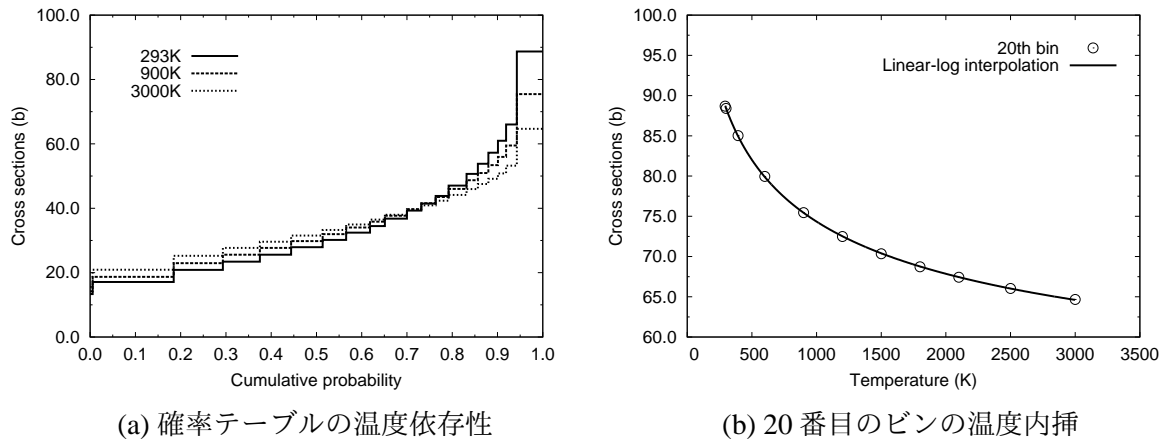 100.0
80.0
60.0
40.0
20.0
0.0
Cross sections (b)
293K
900K
3000K
0.0 0.1 0.2 0.3 0.4 0.5 0.6 0.7 0.8 0.9 1.0
Cumulative probability
(a) 確率テーブルの温度依存性
100.0
95.0
90.0
85.0
80.0
75.0
70.0
65.0
60.0
Cross sections (b)
20th bin
Linear-log interpolation
0 500 1000 1500 2000 2500 3000 3500
Temperature (K)
(b) 20 番目のビンの温度内挿